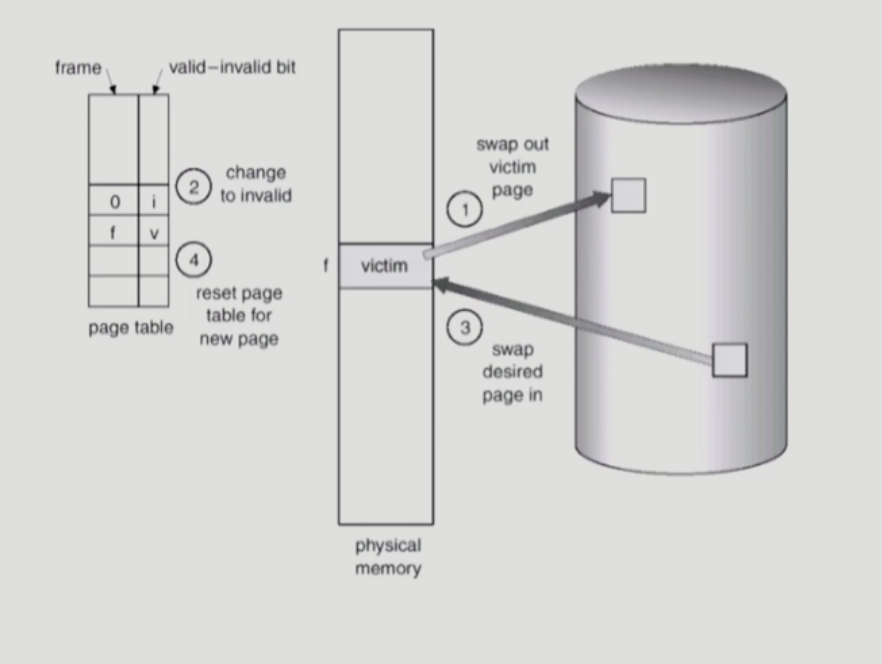 frame
valid–invalid bit
0
i
f
v
page table
2
change
to invalid
4
reset page
table for
new page
f
victim
physical
memory
swap out
victim
page
1
3
swap
desired
page in